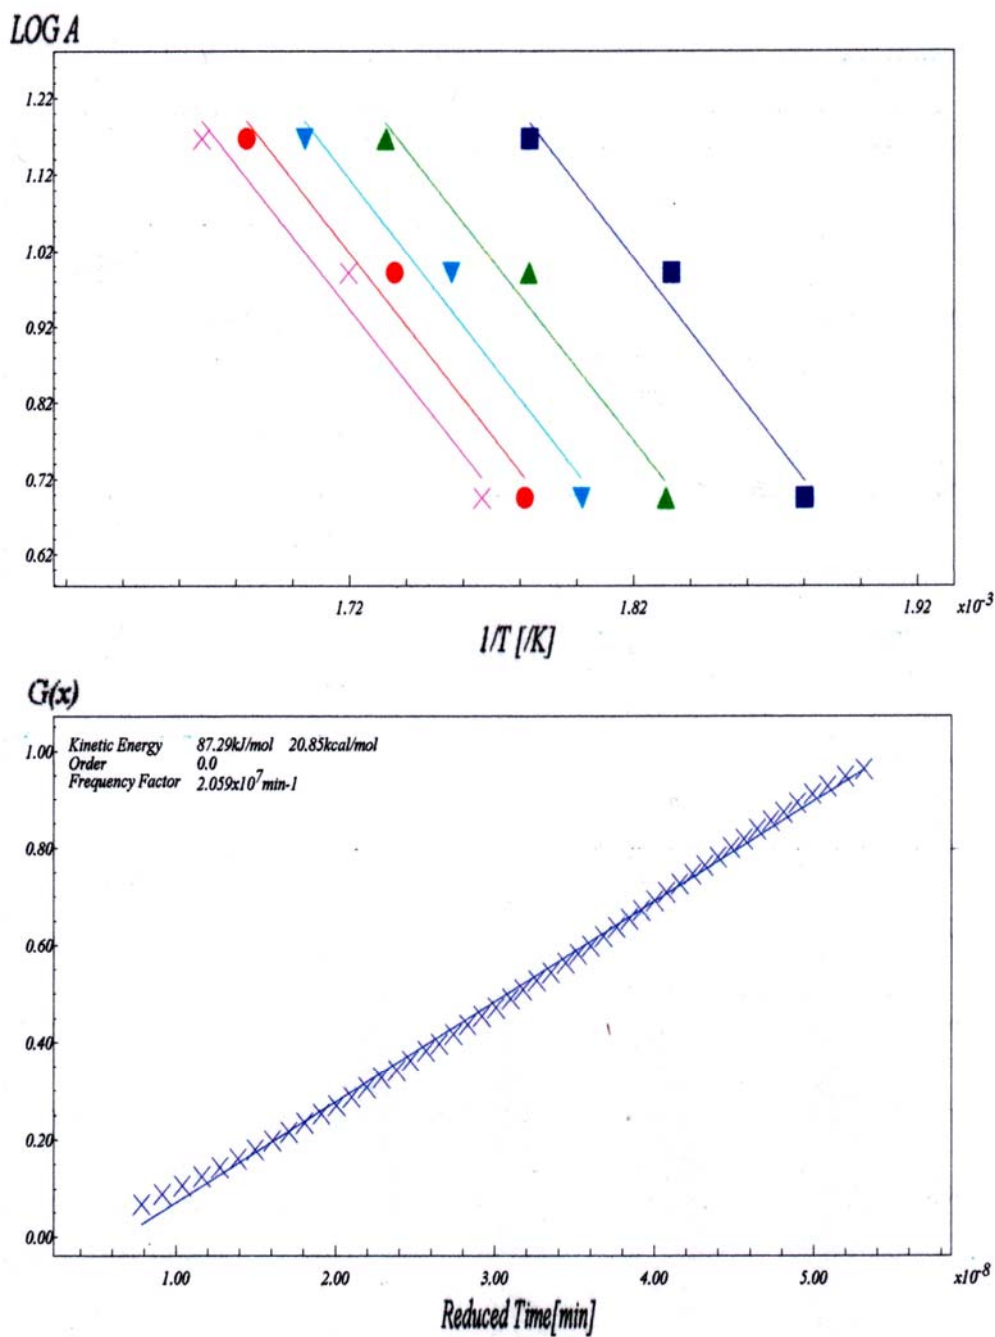 LOG A
1.22
1.12
1.02
0.92
0.82
0.72
0.62
1.72 1.82 1.92 x10-3
1/T [/K]
G(x)
Kinetic Energy 87.29kJ/mol 20.85kcal/mol
Order 0.0
Frequency Factor 2.059x10^7min-1
1.00
0.80
0.60
0.40
0.20
0.00
1.00 2.00 3.00 4.00 5.00 x10-8
Reduced Time[min]